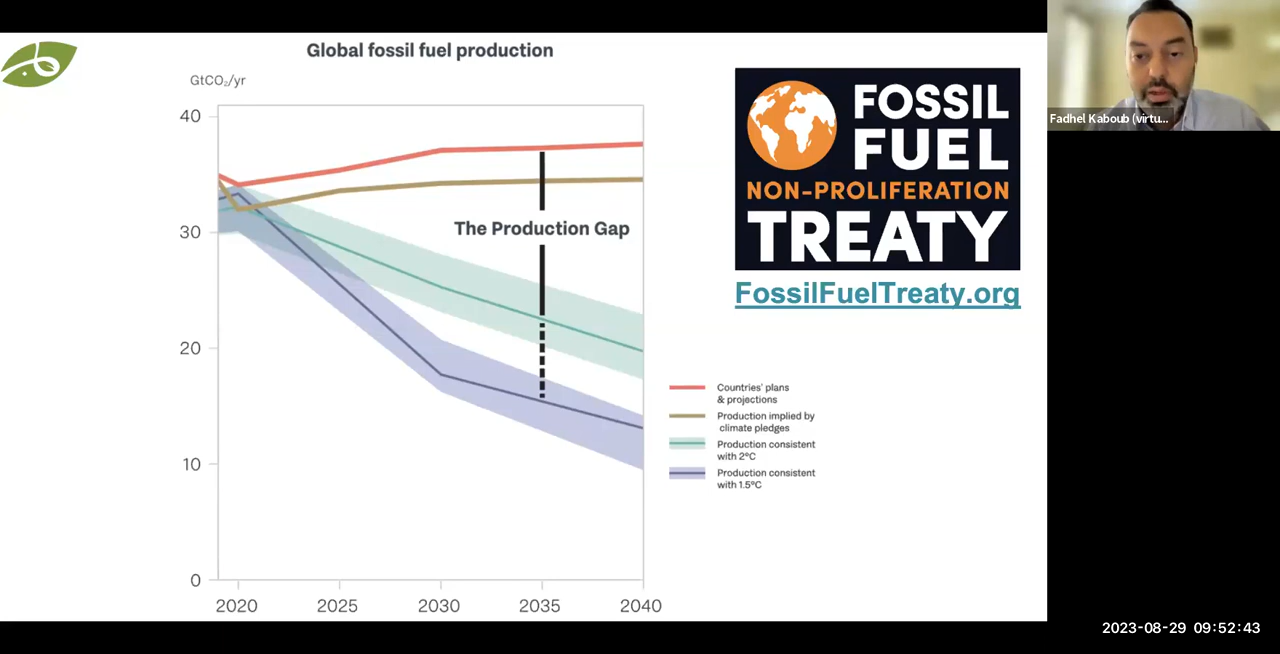 Global fossil fuel production
GtCO₂/yr
40
30
20
10
0
2020 2025 2030 2035 2040
The Production Gap
FOSSIL
FUEL
NON-PROLIFERATION
TREATY
FossilFuelTreaty.org
Countries' plans
& projections
Production implied by
climate pledges
Production consistent
with 2°C
Production consistent
with 1.5°C
Fadhel Kaboub (virtu...
2023-08-29 09:52:43